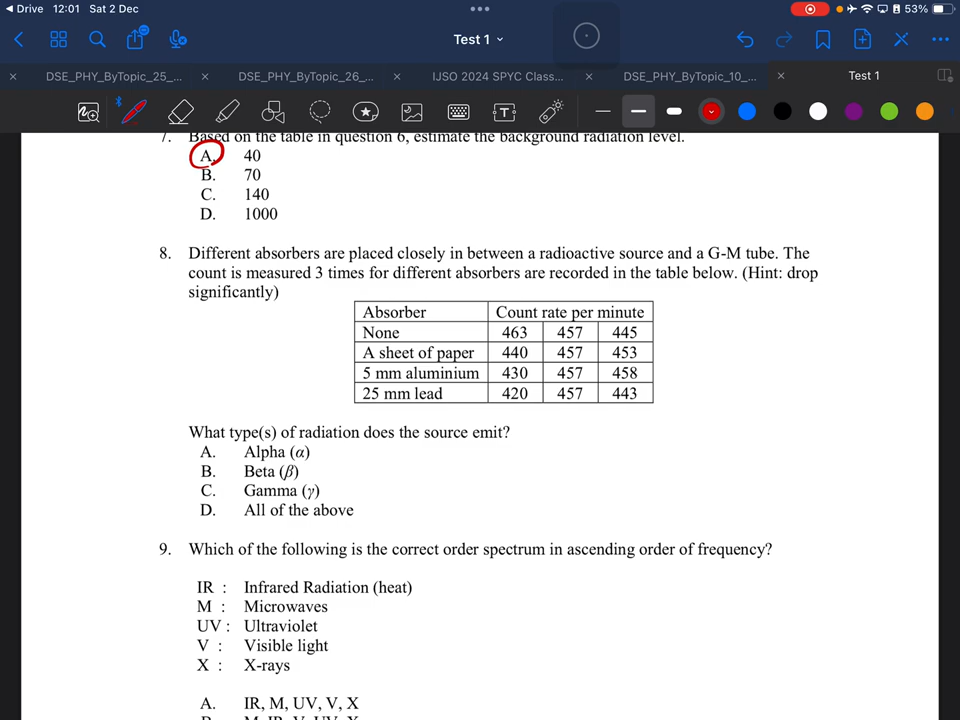 Drive 12:01 Sat 2 Dec 53%
Test 1
DSE_PHY_ByTopic_25_... DSE_PHY_ByTopic_26_... IJSO 2024 SPYC Class... DSE_PHY_ByTopic_10_... Test 1
7. Based on the table in question 6, estimate the background radiation level.
A. 40
B. 70
C. 140
D. 1000
8. Different absorbers are placed closely in between a radioactive source and a G-M tube. The
count is measured 3 times for different absorbers are recorded in the table below. (Hint: drop
significantly)
Absorber Count rate per minute
None 463 457 445
A sheet of paper 440 457 453
5 mm aluminium 430 457 458
25 mm lead 420 457 443
What type(s) of radiation does the source emit?
A. Alpha (α)
B. Beta (β)
C. Gamma (γ)
D. All of the above
9. Which of the following is the correct order spectrum in ascending order of frequency?
IR : Infrared Radiation (heat)
M : Microwaves
UV : Ultraviolet
V : Visible light
X : X-rays
A. IR, M, UV, V, X
B. M, IR, V, UV, X